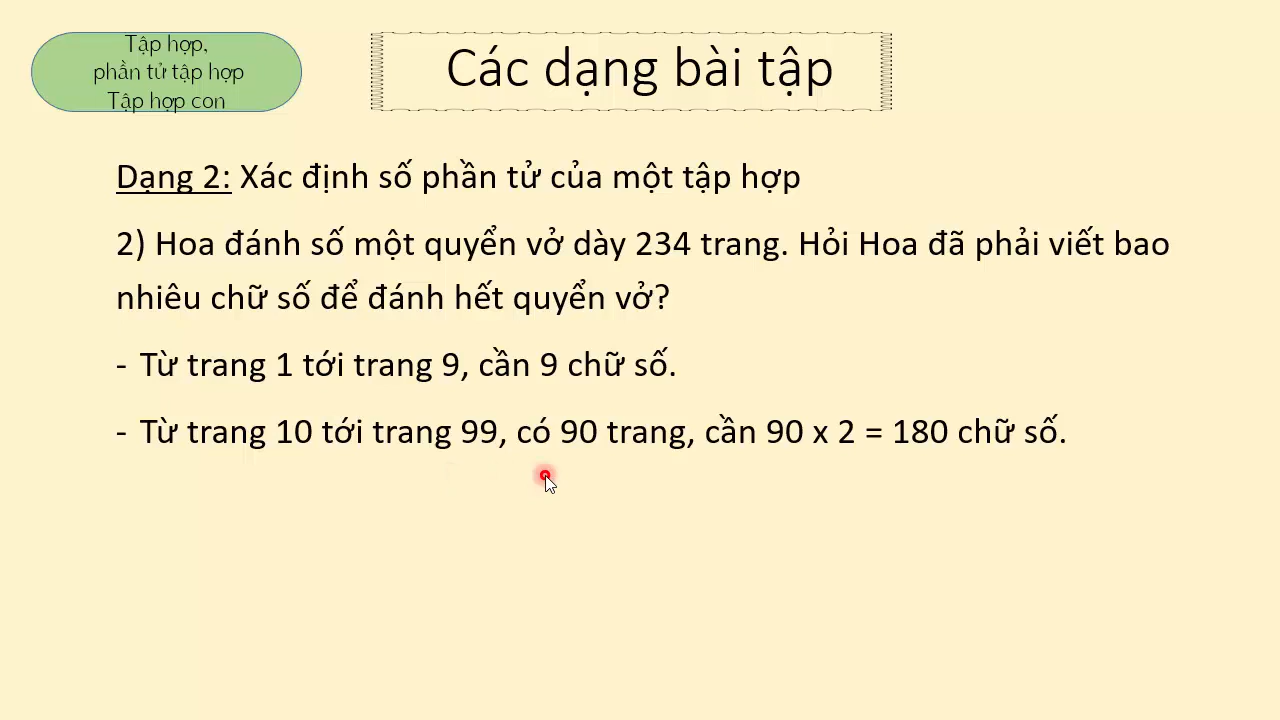 Tập hợp,
phần tử tập hợp
Tập hợp con
Các dạng bài tập
Dạng 2: Xác định số phần tử của một tập hợp
2) Hoa đánh số một quyển vở dày 234 trang. Hỏi Hoa đã phải viết bao
nhiêu chữ số để đánh hết quyển vở?
- Từ trang 1 tới trang 9, cần 9 chữ số.
- Từ trang 10 tới trang 99, có 90 trang, cần 90 x 2 = 180 chữ số.